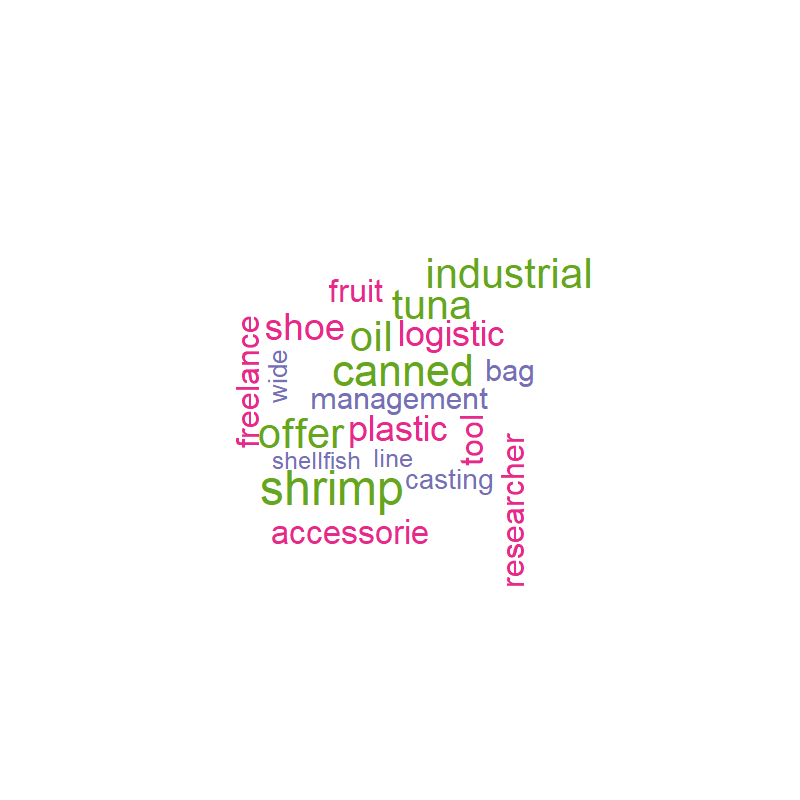 industrial
fruit
tuna
shoe
oil
logistic
freelance
wide
canned
bag
management
offer
plastic
tool
shellfish
line
shrimp
casting
researcher
accessorie